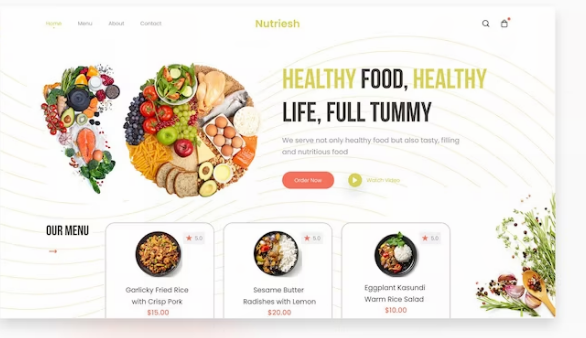 Home Menu About Contact
Nutriesh
HEALTHY FOOD, HEALTHY
LIFE, FULL TUMMY
We serve not only healthy food but also tasty, filling
and nutritious food
Order Now
Watch Video
OUR MENU
5.0
Garlicky Fried Rice
with Crisp Pork
$15.00
5.0
Sesame Butter
Radishes with Lemon
$20.00
5.0
Eggplant Kasundi
Warm Rice Salad
$10.00